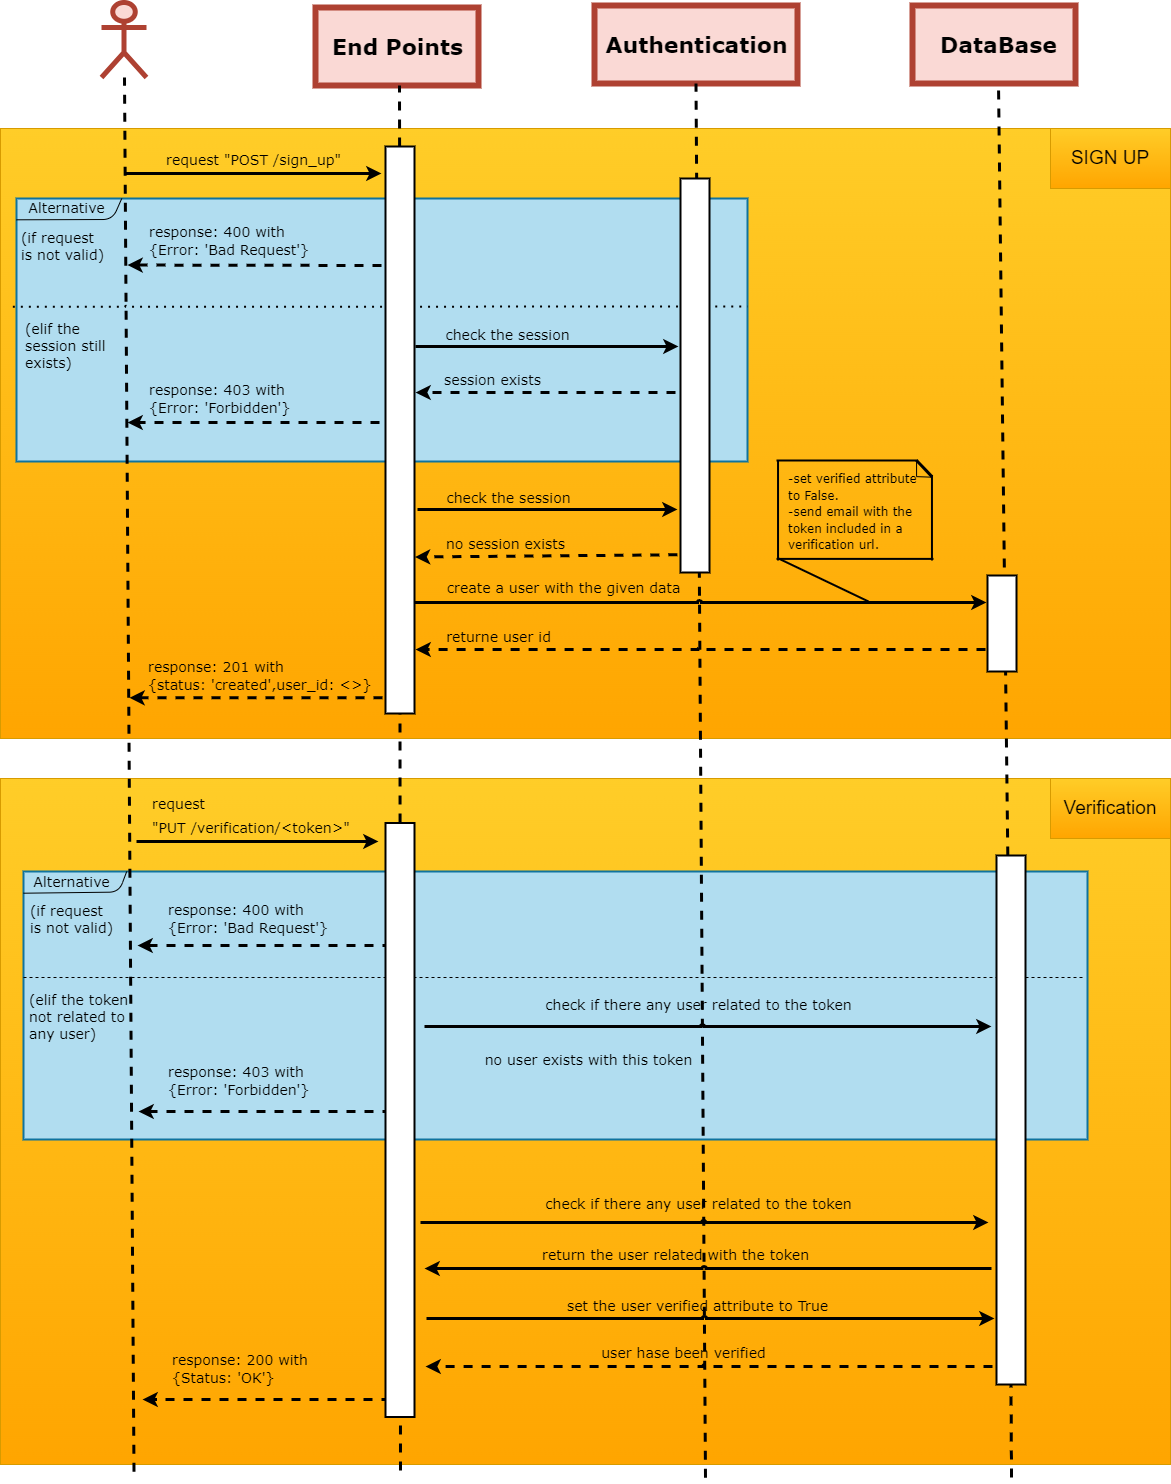 End Points
Authentication
DataBase
SIGN UP
request "POST /sign_up"
Alternative
(if request
is not valid)
response: 400 with
{Error: 'Bad Request'}
(elif the
session still
exists)
check the session
session exists
response: 403 with
{Error: 'Forbidden'}
-set verified attribute
to False.
-send email with the
token included in a
verification url.
check the session
no session exists
create a user with the given data
returne user id
response: 201 with
{status: 'created',user_id: <>}
Verification
request
"PUT /verification/<token>"
Alternative
(if request
is not valid)
response: 400 with
{Error: 'Bad Request'}
(elif the token
not related to
any user)
check if there any user related to the token
no user exists with this token
response: 403 with
{Error: 'Forbidden'}
check if there any user related to the token
return the user related with the token
set the user verified attribute to True
user hase been verified
response: 200 with
{Status: 'OK'}